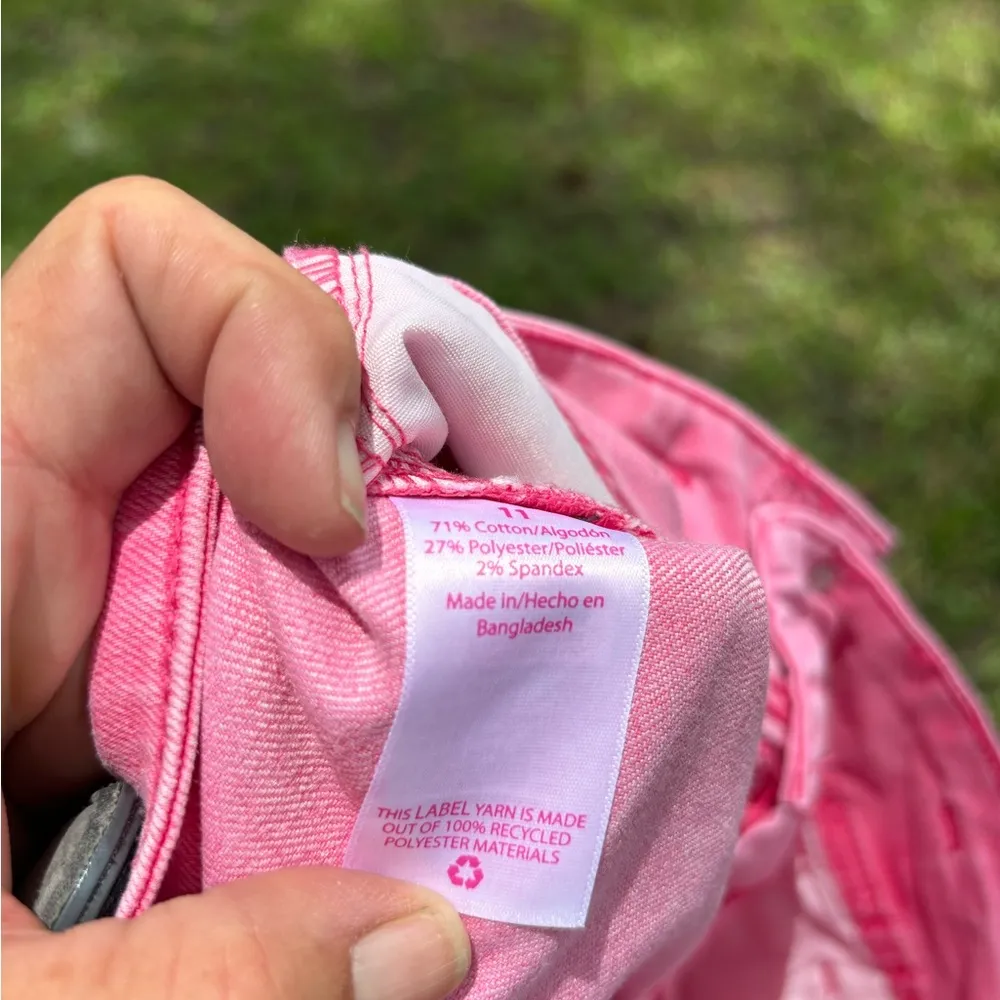 11
71% Cotton/Algodón
27% Polyester/Poliéster
2% Spandex
Made in/Hecho en
Bangladesh
THIS LABEL YARN IS MADE
OUT OF 100% RECYCLED
POLYESTER MATERIALS